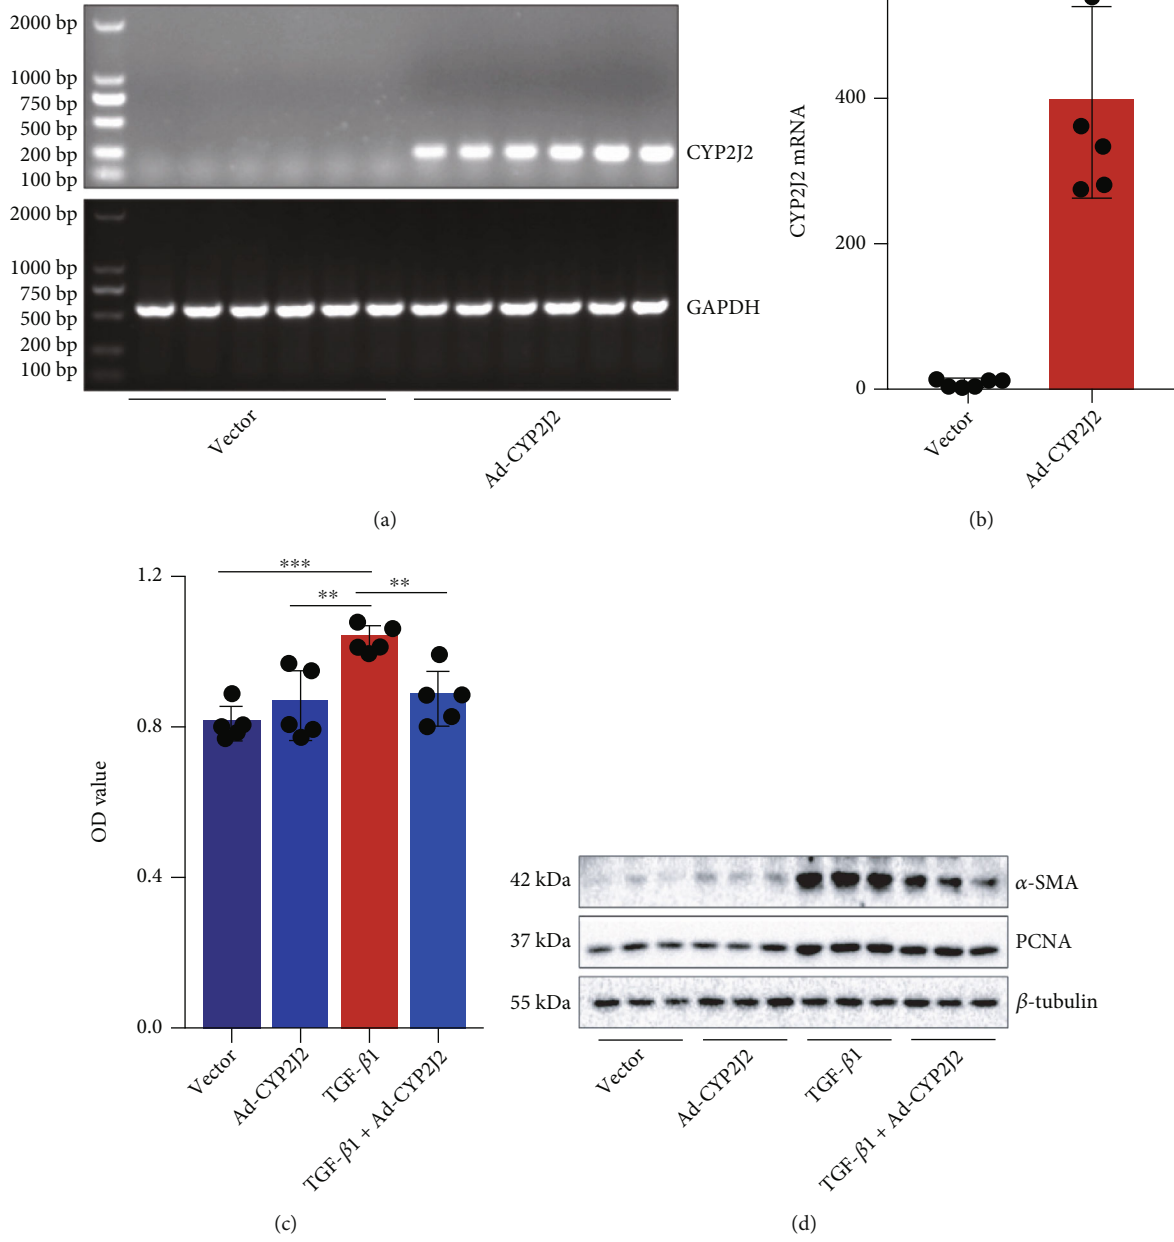 2000 bp
1000 bp
750 bp
500 bp
200 bp
100 bp
CYP2J2
2000 bp
1000 bp
750 bp
500 bp
200 bp
100 bp
GAPDH
Vector
Ad-CYP2J2
(a)
CYP2J2 mRNA
400
200
0
Vector
Ad-CYP2J2
(b)
OD value
1.2
0.8
0.4
0.0
***
**
**
Vector
Ad-CYP2J2
TGF-β1
TGF-β1 + Ad-CYP2J2
(c)
42 kDa
α-SMA
37 kDa
PCNA
55 kDa
β-tubulin
Vector
Ad-CYP2J2
TGF-β1
TGF-β1 + Ad-CYP2J2
(d)